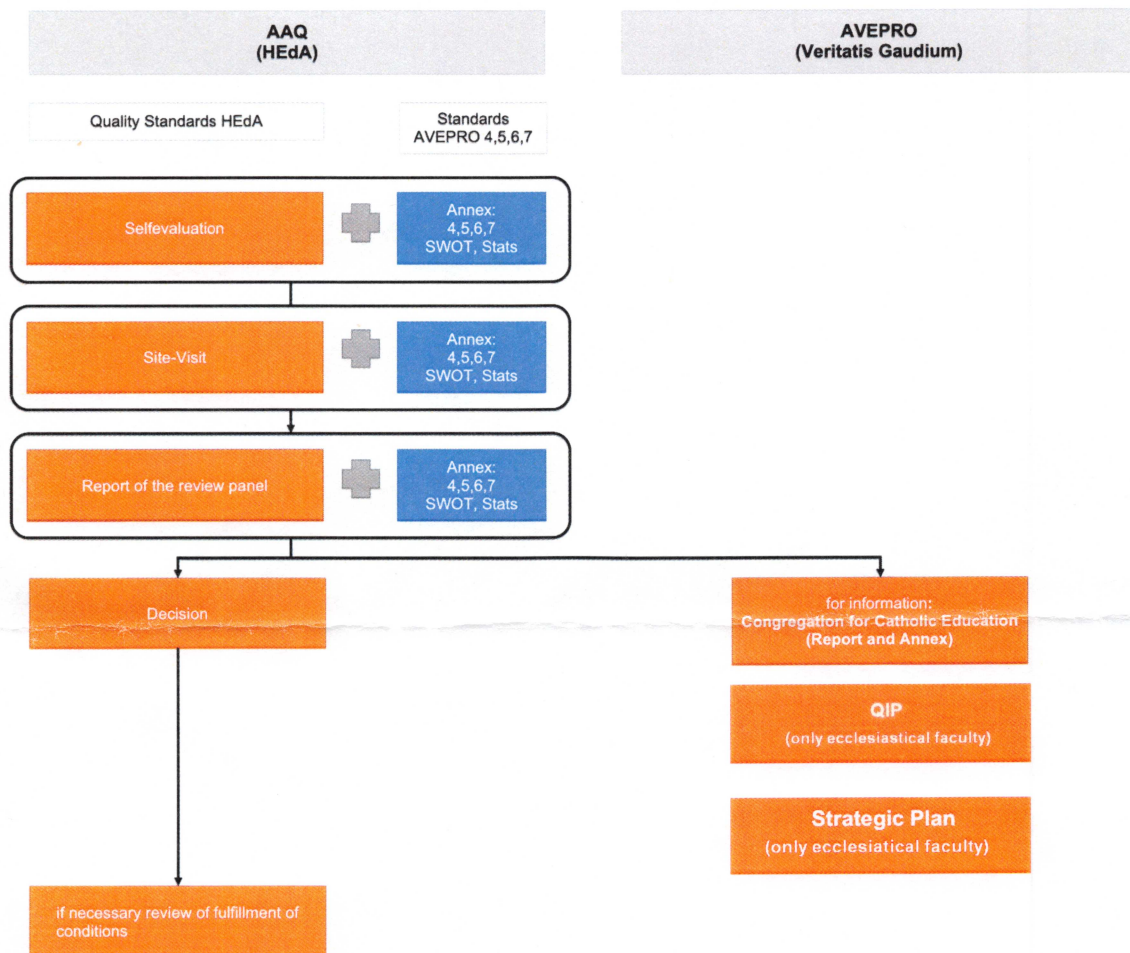 AAQ
(HEdA)
AVEPRO
(Veritatis Gaudium)
Quality Standards HEdA
Standards
AVEPRO 4,5,6,7
Selfevaluation
Annex:
4,5,6,7
SWOT, Stats
Site-Visit
Annex:
4,5,6,7
SWOT, Stats
Report of the review panel
Annex:
4,5,6,7
SWOT, Stats
Decision
for information:
Congregation for Catholic Education
(Report and Annex)
QIP
(only ecclesiastical faculty)
Strategic Plan
(only ecclesiatical faculty)
if necessary review of fulfillment of
conditions